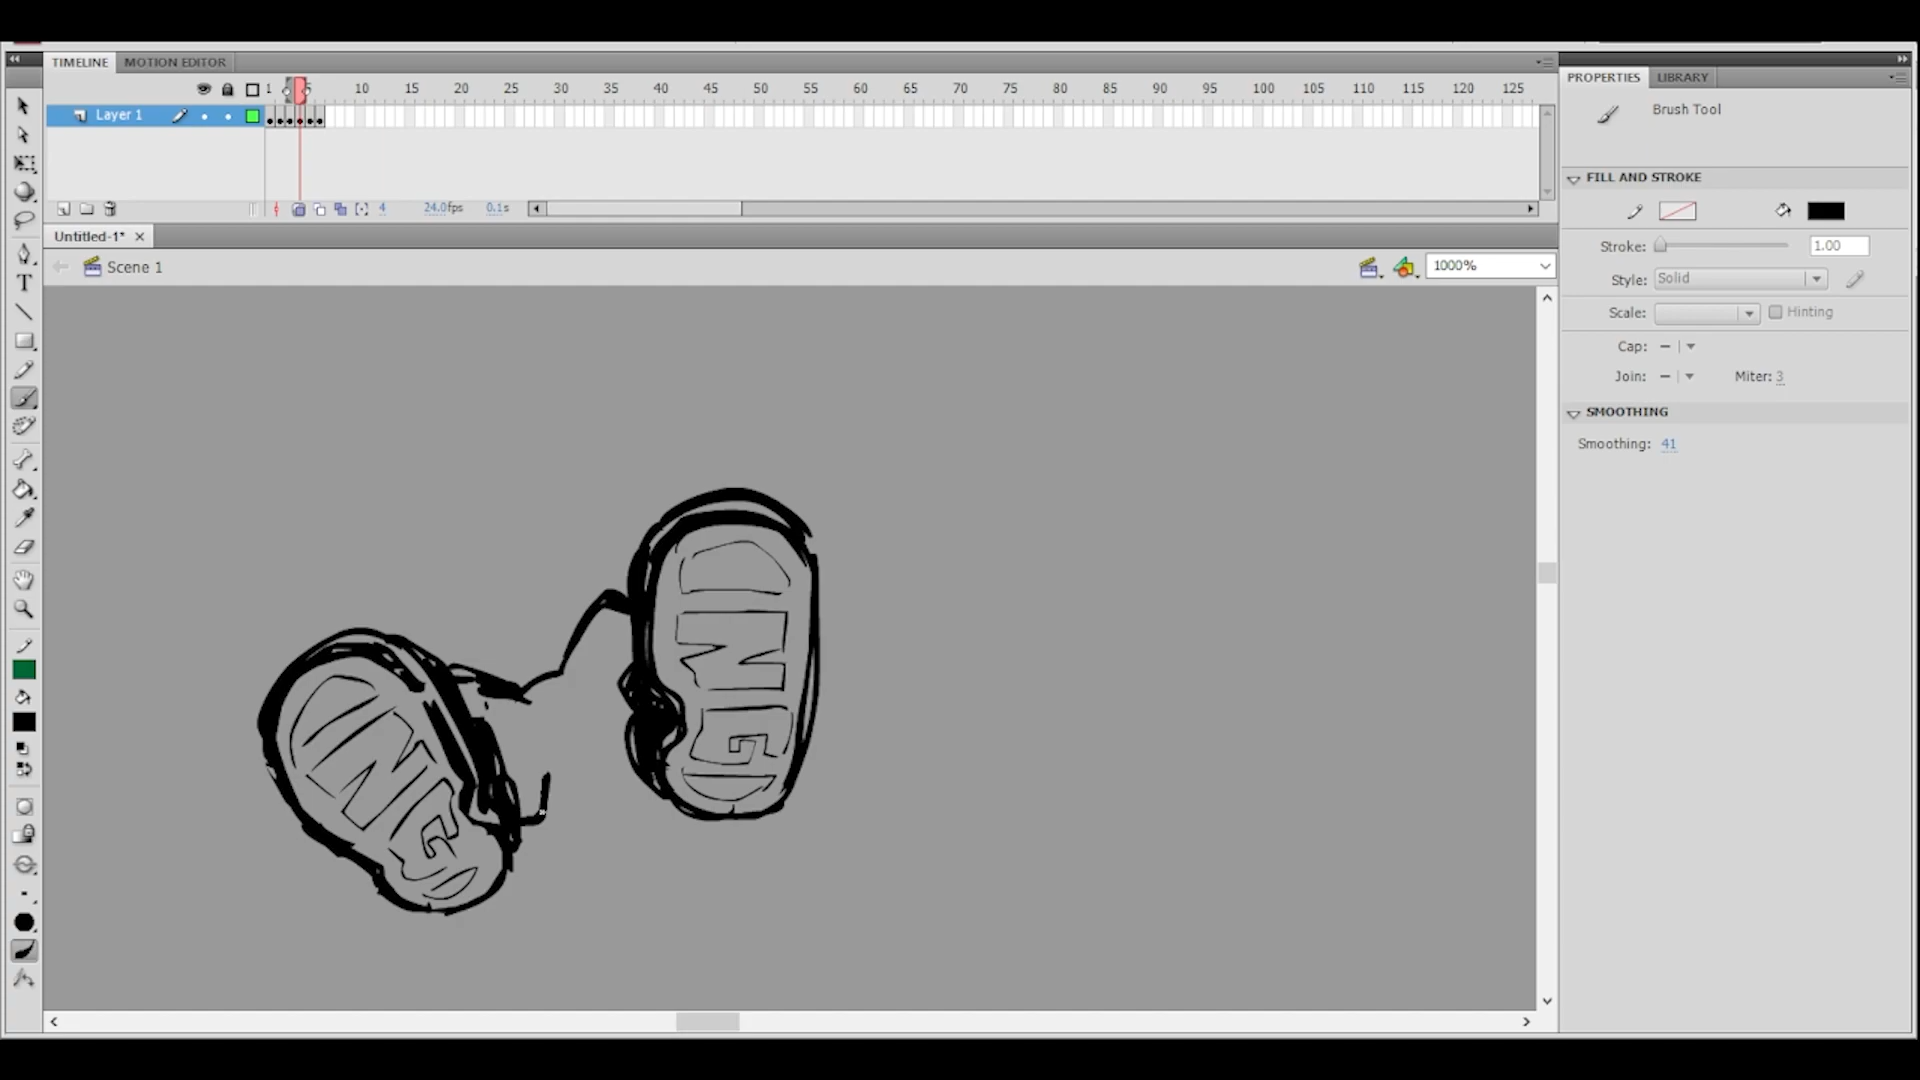 TIMELINE MOTION EDITOR
1 5 10 15 20 25 30 35 40 45 50 55 60 65 70 75 80 85 90 95 100 105 110 115 120 125
Layer 1
4 24.0fps 0.1s
Untitled-1*
Scene 1
1000%
T
PROPERTIES LIBRARY
Brush Tool
FILL AND STROKE
Stroke: 1.00
Style: Solid
Scale: Hinting
Cap:
Join: Miter: 3
SMOOTHING
Smoothing: 41